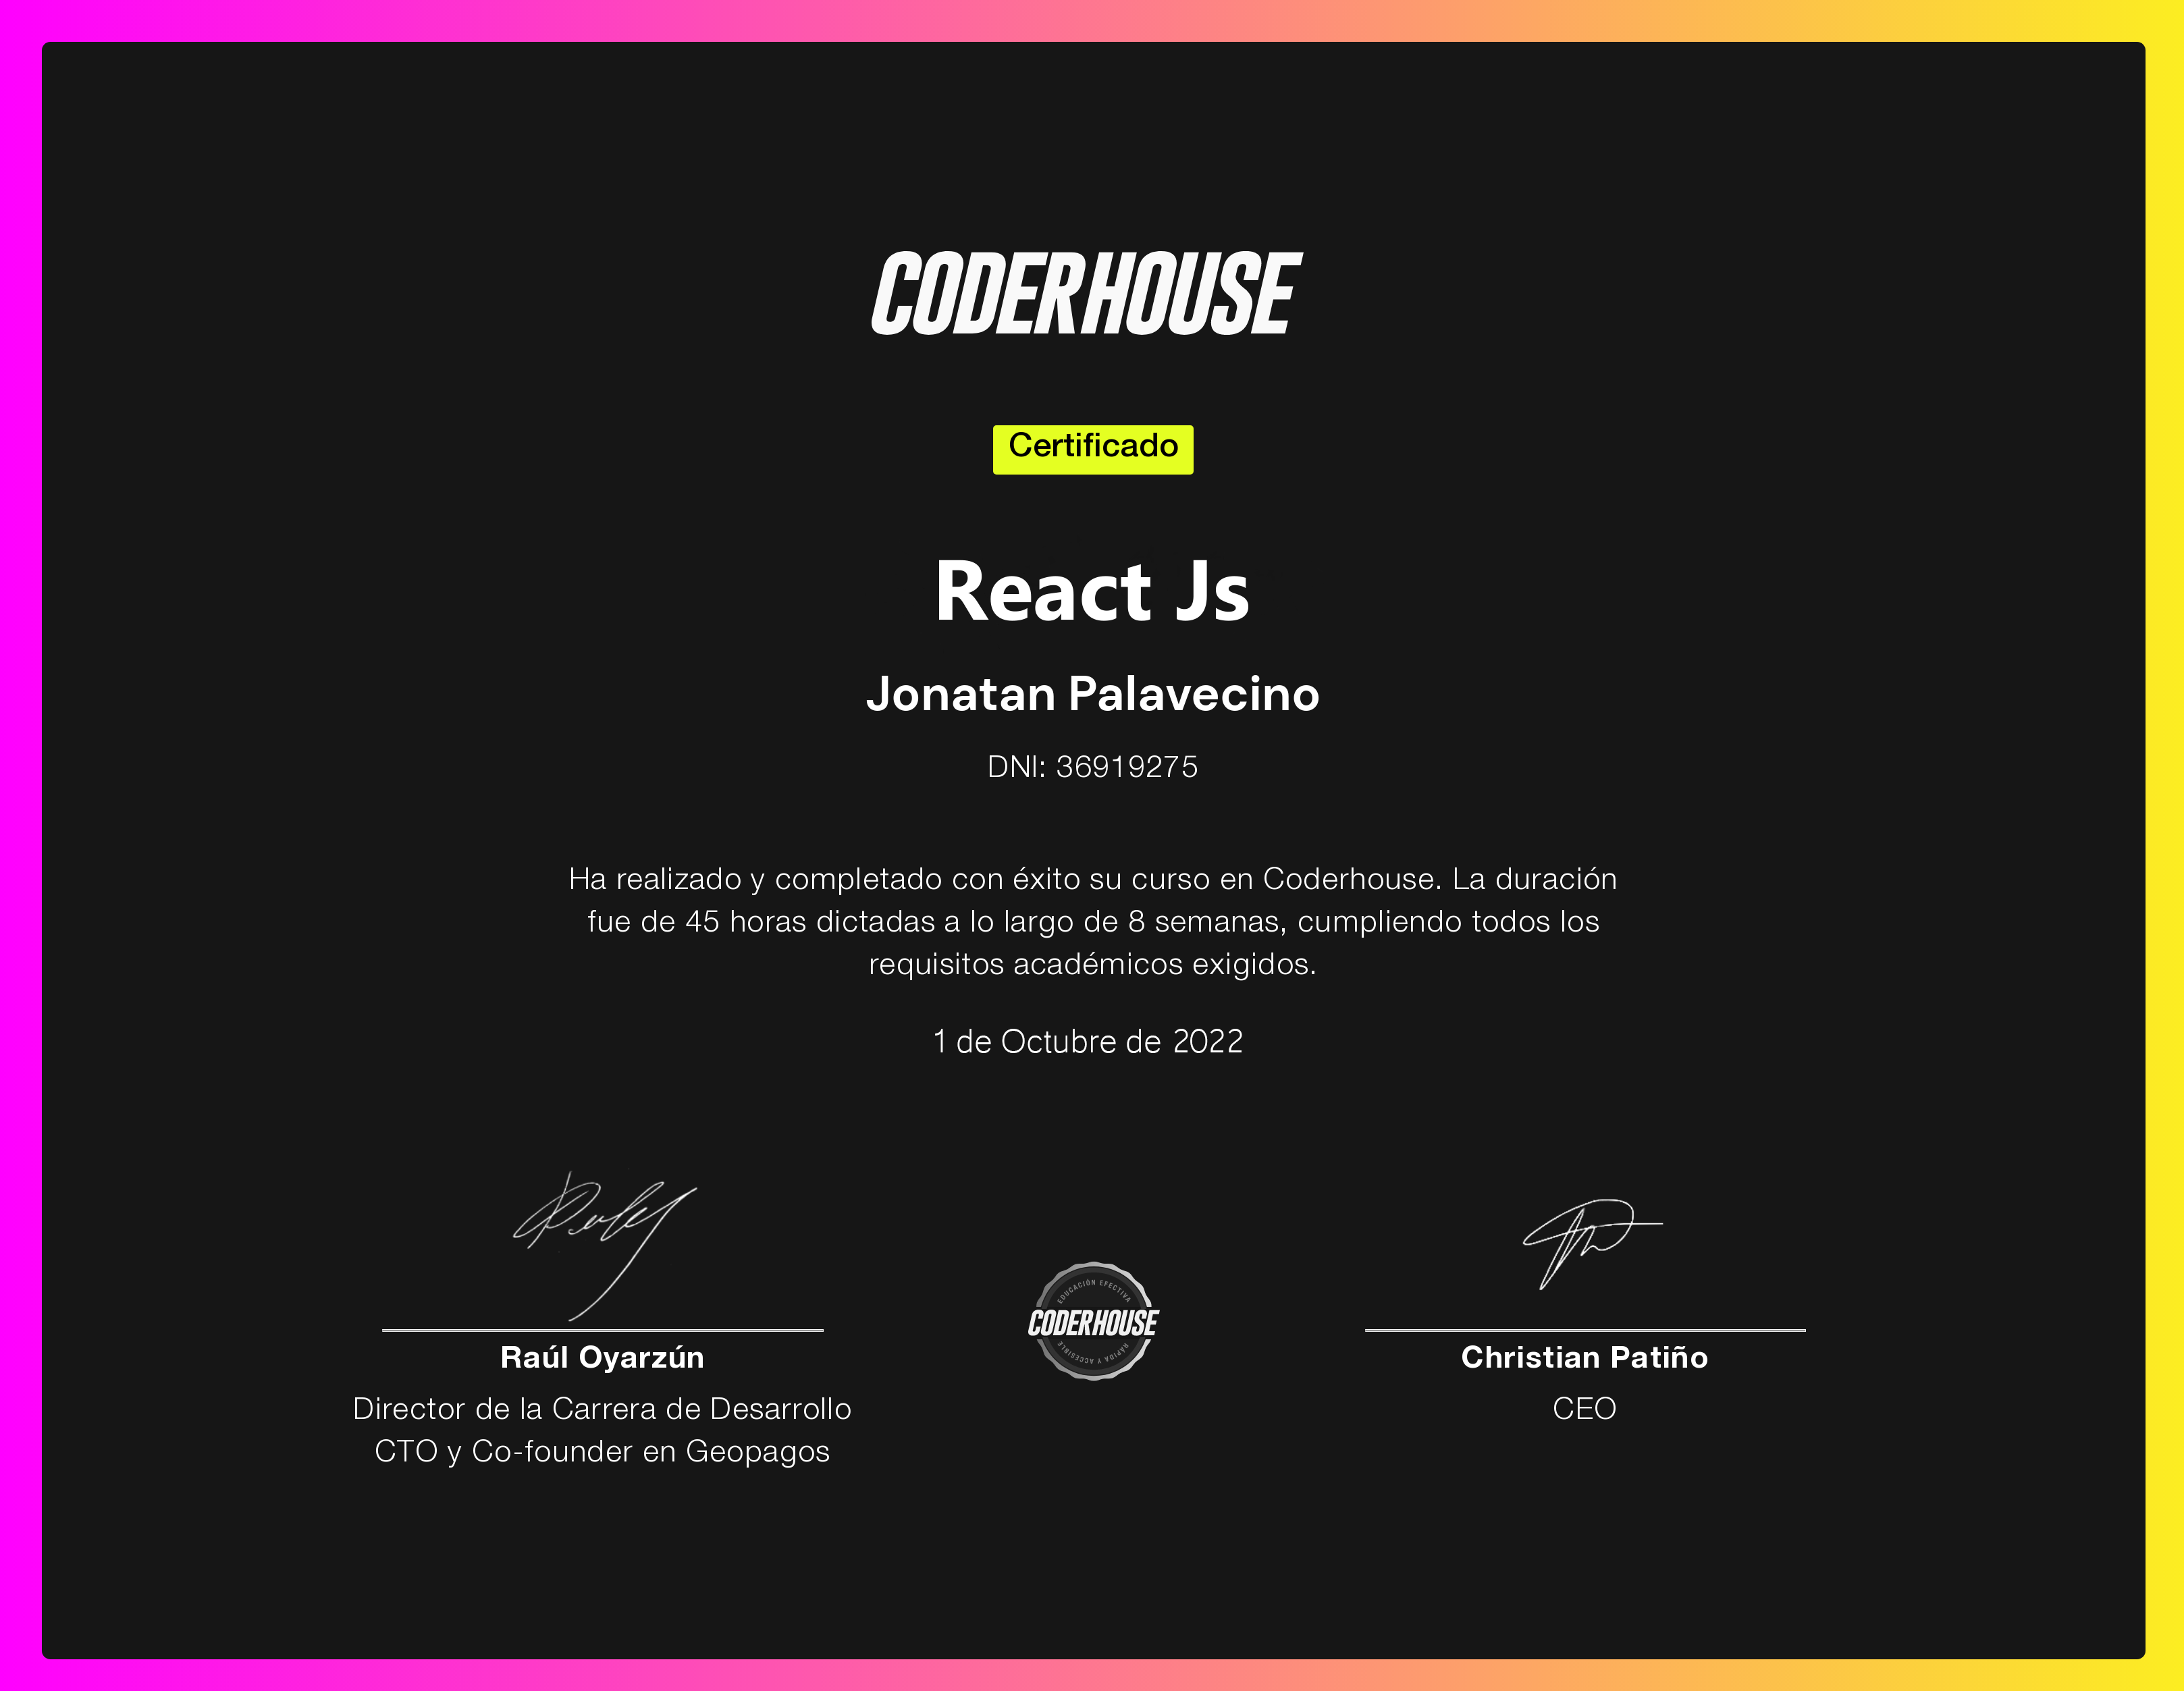 CODERHOUSE
Certificado
React Js
Jonatan Palavecino
DNI: 36919275
Ha realizado y completado con éxito su curso en Coderhouse. La duración
fue de 45 horas dictadas a lo largo de 8 semanas, cumpliendo todos los
requisitos académicos exigidos.
1 de Octubre de 2022
EDUCACIÓN EFECTIVA
CODERHOUSE
RÁPIDA Y ACCESIBLE
Raúl Oyarzún
Director de la Carrera de Desarrollo
CTO y Co-founder en Geopagos
Christian Patiño
CEO